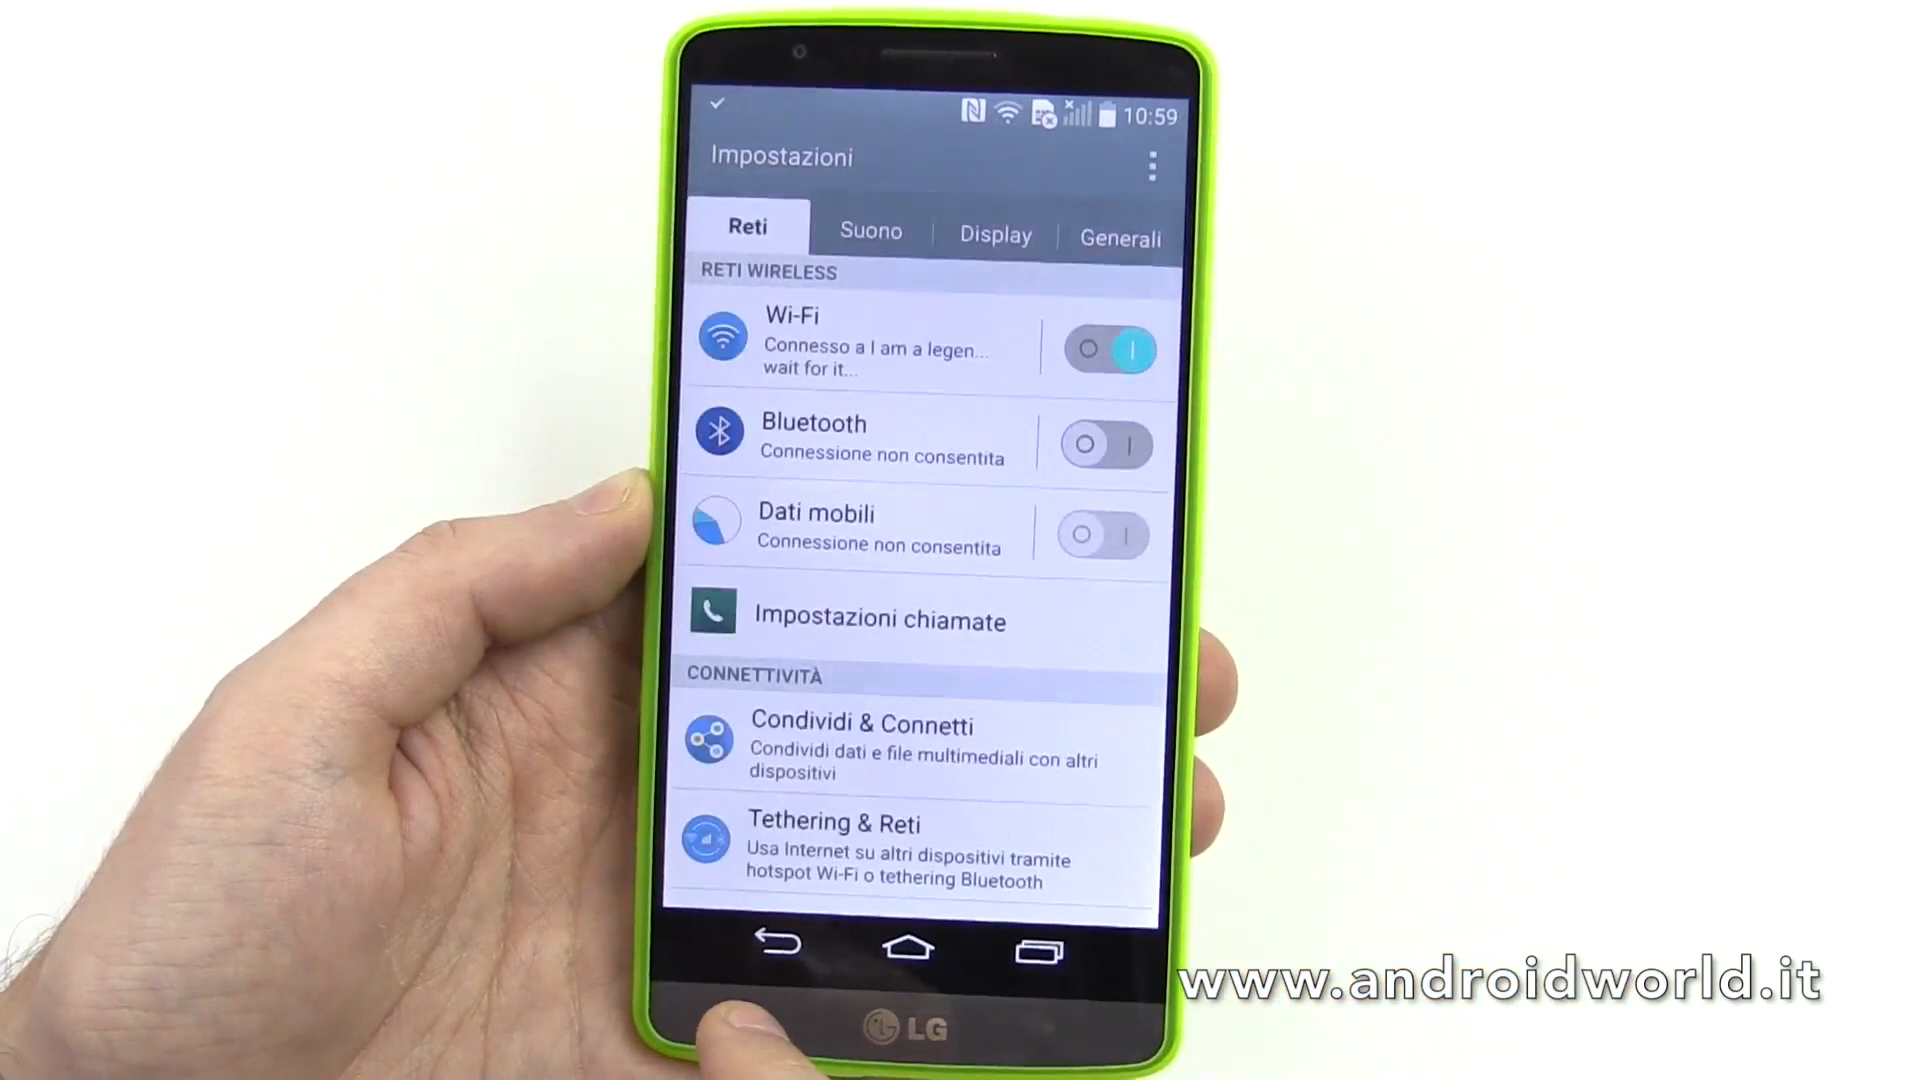 10:59
Impostazioni
Reti Suono Display Generali
RETI WIRELESS
Wi-Fi
Connesso a I am a legen...
wait for it...
Bluetooth
Connessione non consentita
Dati mobili
Connessione non consentita
Impostazioni chiamate
CONNETTIVITÀ
Condividi & Connetti
Condividi dati e file multimediali con altri
dispositivi
Tethering & Reti
Usa Internet su altri dispositivi tramite
hotspot Wi-Fi o tethering Bluetooth
LG
www.androidworld.it